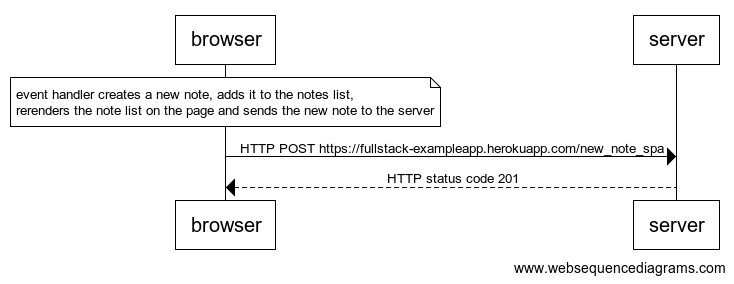 browser
server
event handler creates a new note, adds it to the notes list,
rerenders the note list on the page and sends the new note to the server
HTTP POST https://fullstack-exampleapp.herokuapp.com/new_note_spa
HTTP status code 201
browser
server
www.websequencediagrams.com